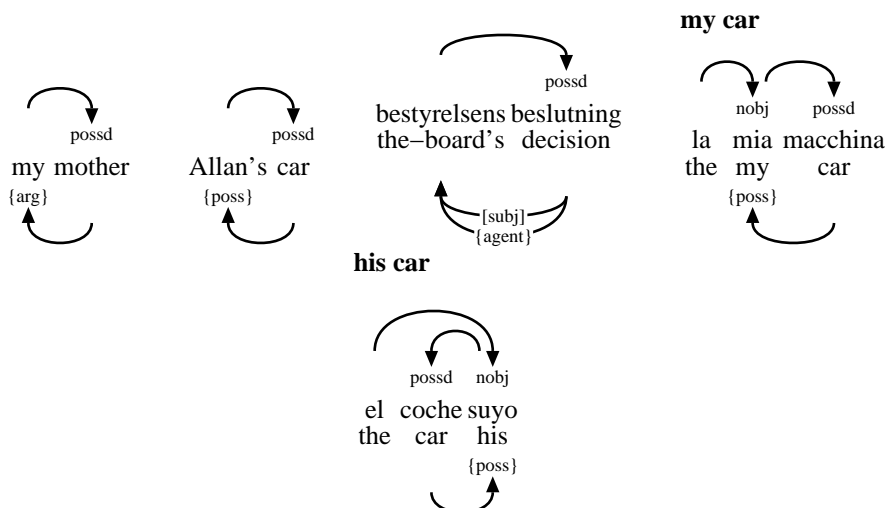 my car
possd
my mother
{arg}
possd
Allan's car
{poss}
possd
bestyrelsens beslutning
the−board's decision
[subj]
{agent}
nobj possd
la mia macchina
the my car
{poss}
his car
possd nobj
el coche suyo
the car his
{poss}